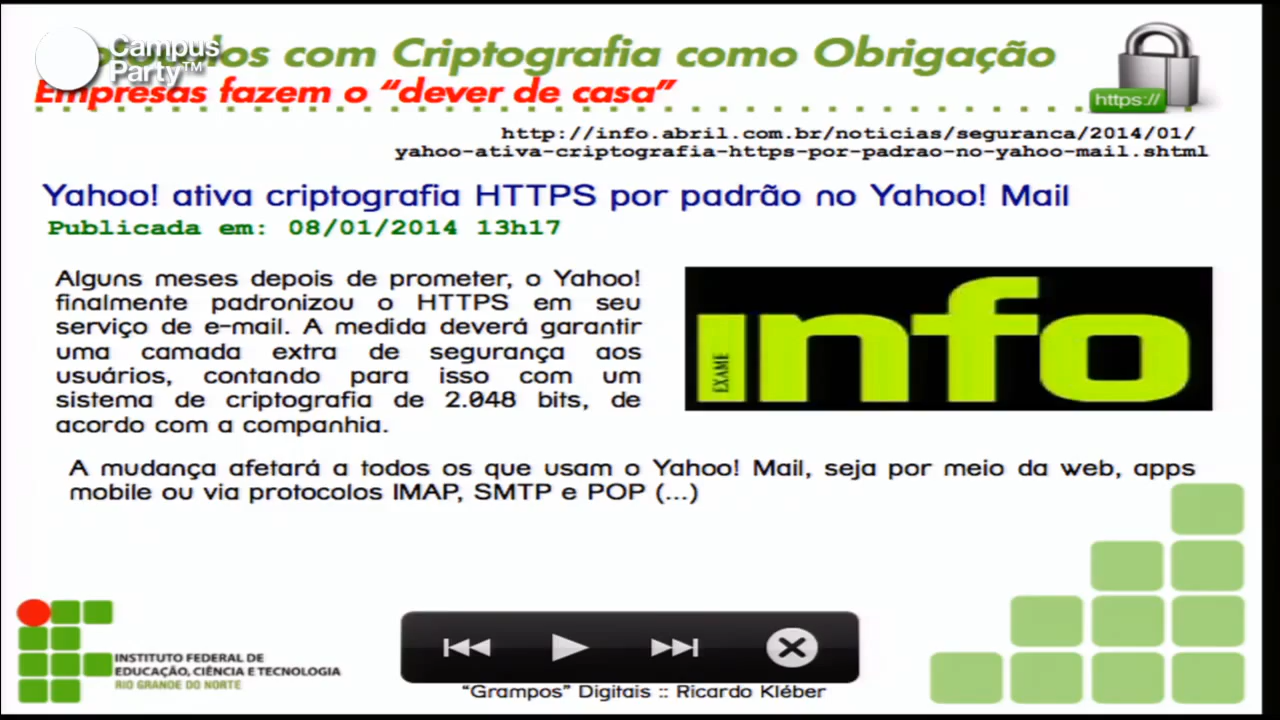 Campus
Party™
dos com Criptografia como Obrigação
Empresas fazem o “dever de casa”
https://
http://info.abril.com.br/noticias/seguranca/2014/01/
yahoo-ativa-criptografia-https-por-padrao-no-yahoo-mail.shtml
Yahoo! ativa criptografia HTTPS por padrão no Yahoo! Mail
Publicada em: 08/01/2014 13h17
Alguns meses depois de prometer, o Yahoo!
finalmente padronizou o HTTPS em seu
serviço de e-mail. A medida deverá garantir
uma camada extra de segurança aos
usuários, contando para isso com um
sistema de criptografia de 2.048 bits, de
acordo com a companhia.
EXAME
info
A mudança afetará a todos os que usam o Yahoo! Mail, seja por meio da web, apps
mobile ou via protocolos IMAP, SMTP e POP (...)
INSTITUTO FEDERAL DE
EDUCAÇÃO, CIÊNCIA E TECNOLOGIA
RIO GRANDE DO NORTE
“Grampos” Digitais :: Ricardo Kléber